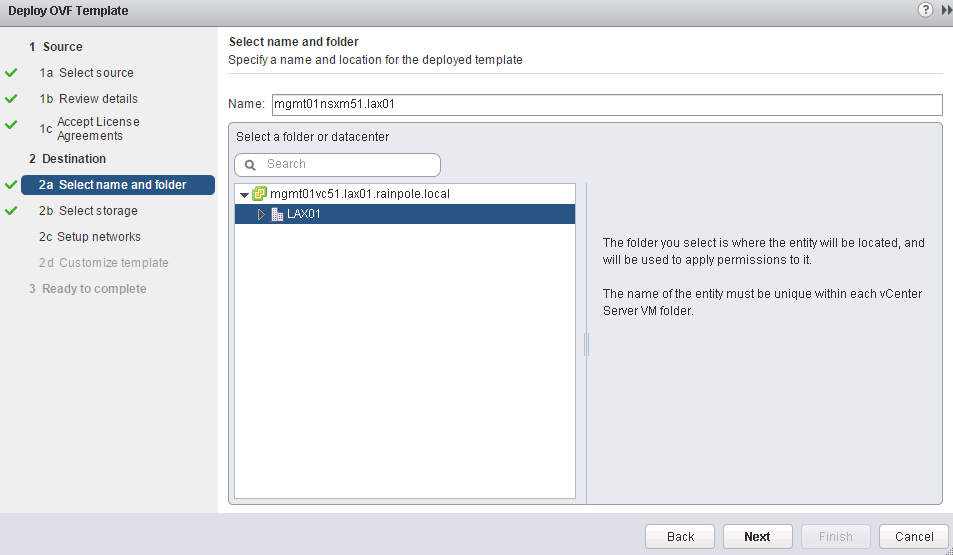 Deploy OVF Template
?
1 Source
1a Select source
1b Review details
1c Accept License
Agreements
2 Destination
2a Select name and folder
2b Select storage
2c Setup networks
2d Customize template
3 Ready to complete
Select name and folder
Specify a name and location for the deployed template
Name: mgmt01nsxm51.lax01
Select a folder or datacenter
Search
mgmt01vc51.lax01.rainpole.local
LAX01
The folder you select is where the entity will be located, and
will be used to apply permissions to it.
The name of the entity must be unique within each vCenter
Server VM folder.
Back
Next
Finish
Cancel